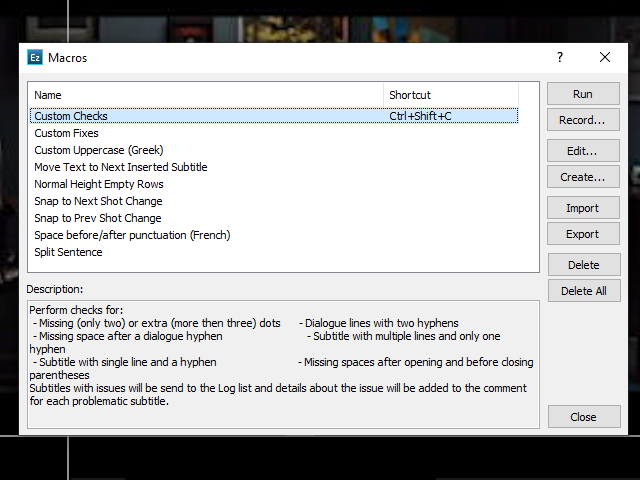 Ez Macros ?
Name Shortcut
Custom Checks Ctrl+Shift+C
Custom Fixes
Custom Uppercase (Greek)
Move Text to Next Inserted Subtitle
Normal Height Empty Rows
Snap to Next Shot Change
Snap to Prev Shot Change
Space before/after punctuation (French)
Split Sentence
Run
Record...
Edit...
Create...
Import
Export
Delete
Delete All
Description:
Perform checks for:
- Missing (only two) or extra (more then three) dots - Dialogue lines with two hyphens
- Missing space after a dialogue hyphen - Subtitle with multiple lines and only one
hyphen
- Subtitle with single line and a hyphen - Missing spaces after opening and before closing
parentheses
Subtitles with issues will be send to the Log list and details about the issue will be added to the comment
for each problematic subtitle.
Close